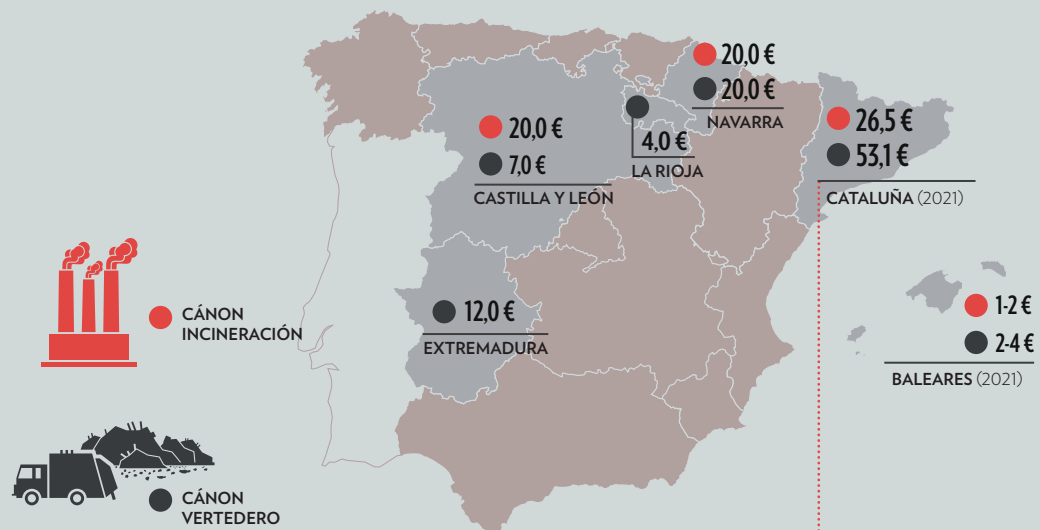 20,0 €
20,0 €
NAVARRA
20,0 €
7,0 €
CASTILLA Y LEÓN
4,0 €
LA RIOJA
26,5 €
53,1 €
CATALUÑA (2021)
12,0 €
EXTREMADURA
1-2 €
2-4 €
BALEARES (2021)
CÁNON
INCINERACIÓN
CÁNON
VERTEDERO